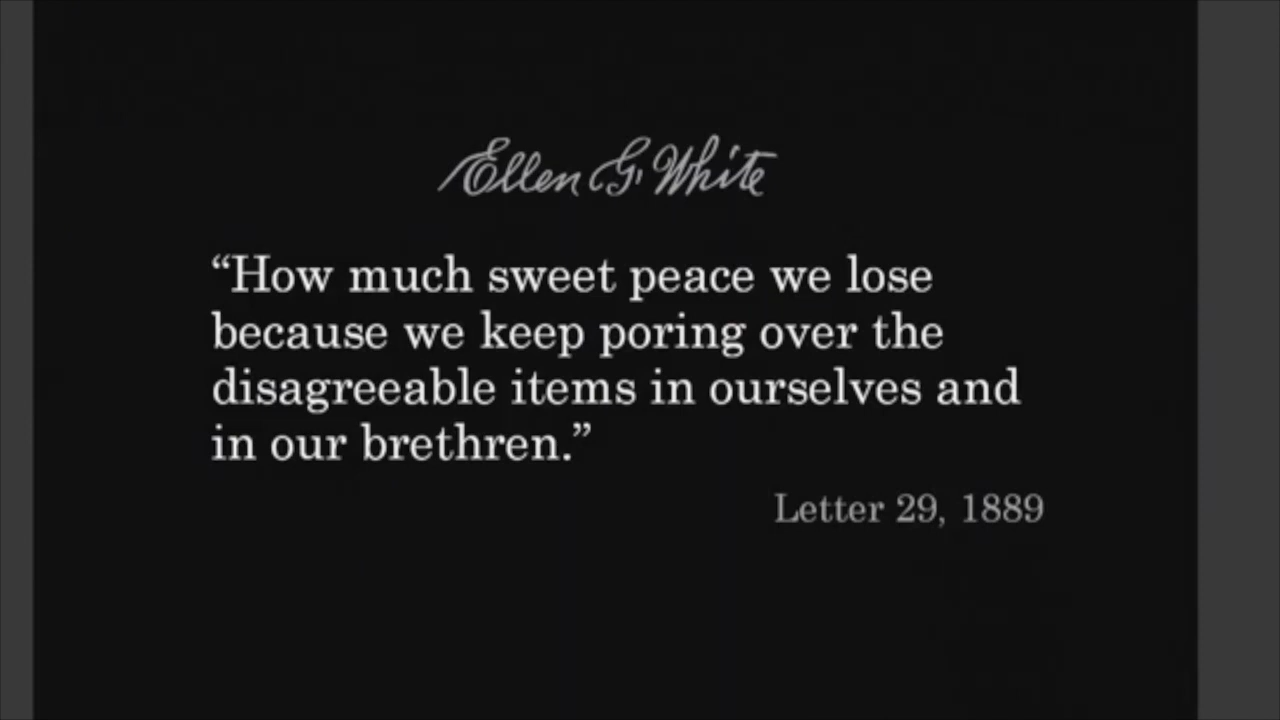 Ellen G. White
“How much sweet peace we lose
because we keep poring over the
disagreeable items in ourselves and
in our brethren.”
Letter 29, 1889